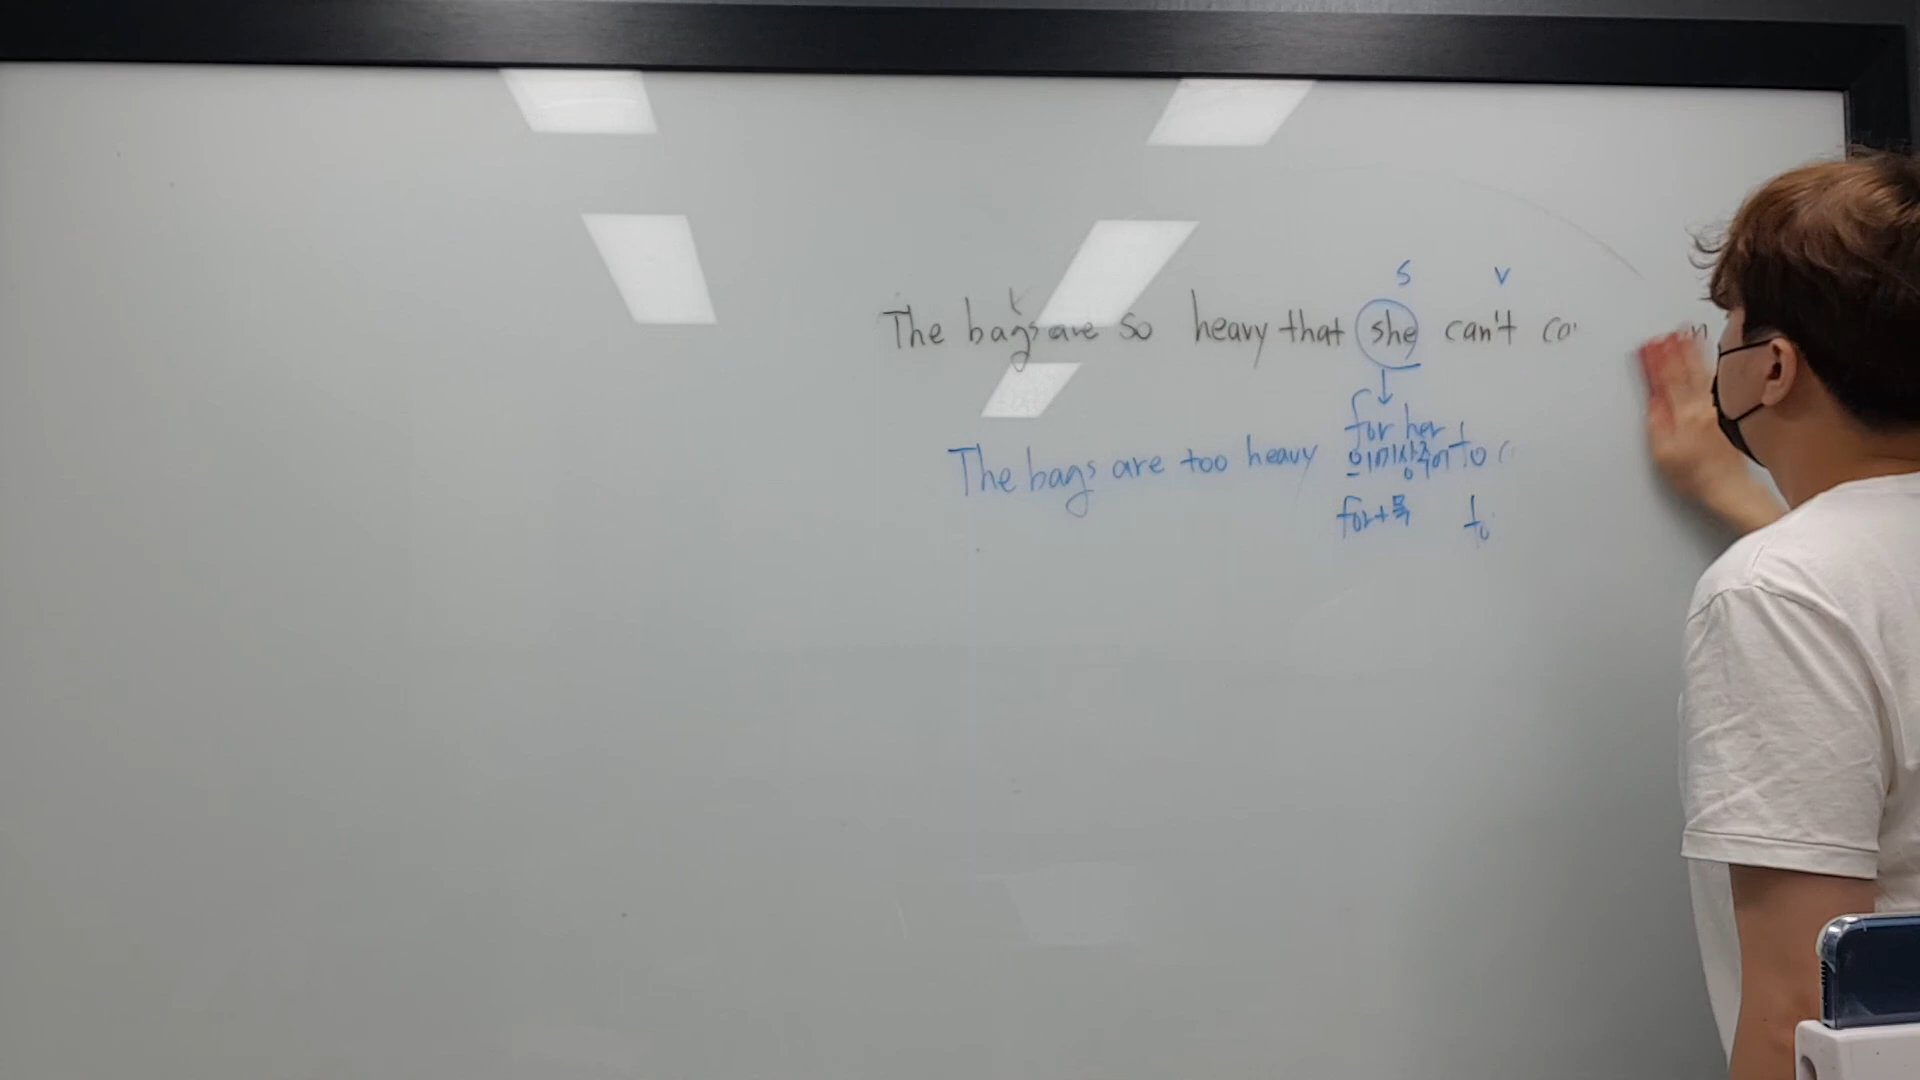 S V
The bags are so heavy that she can't
for her
The bags are too heavy 의미상주어 to
for+목 to